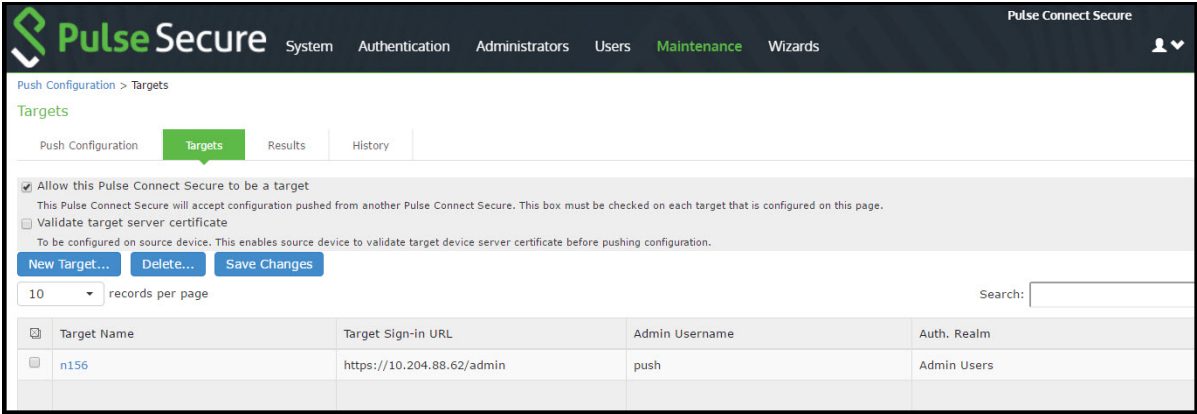 Pulse Connect Secure
Pulse Secure System Authentication Administrators Users Maintenance Wizards
Push Configuration > Targets
Targets
Push Configuration Targets Results History
Allow this Pulse Connect Secure to be a target
This Pulse Connect Secure will accept configuration pushed from another Pulse Connect Secure. This box must be checked on each target that is configured on this page.
Validate target server certificate
To be configured on source device. This enables source device to validate target device server certificate before pushing configuration.
New Target... Delete... Save Changes
10 records per page Search:
Target Name Target Sign-in URL Admin Username Auth. Realm
n156 https://10.204.88.62/admin push Admin Users